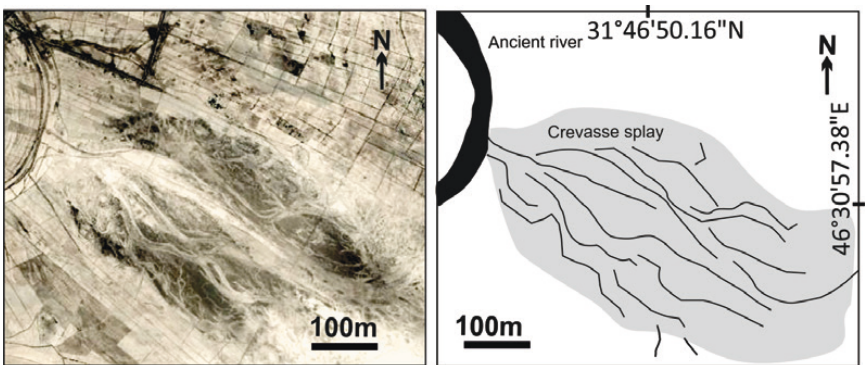 N
100m
Ancient river
31°46'50.16"N
N
Crevasse splay
46°30'57.38"E
100m